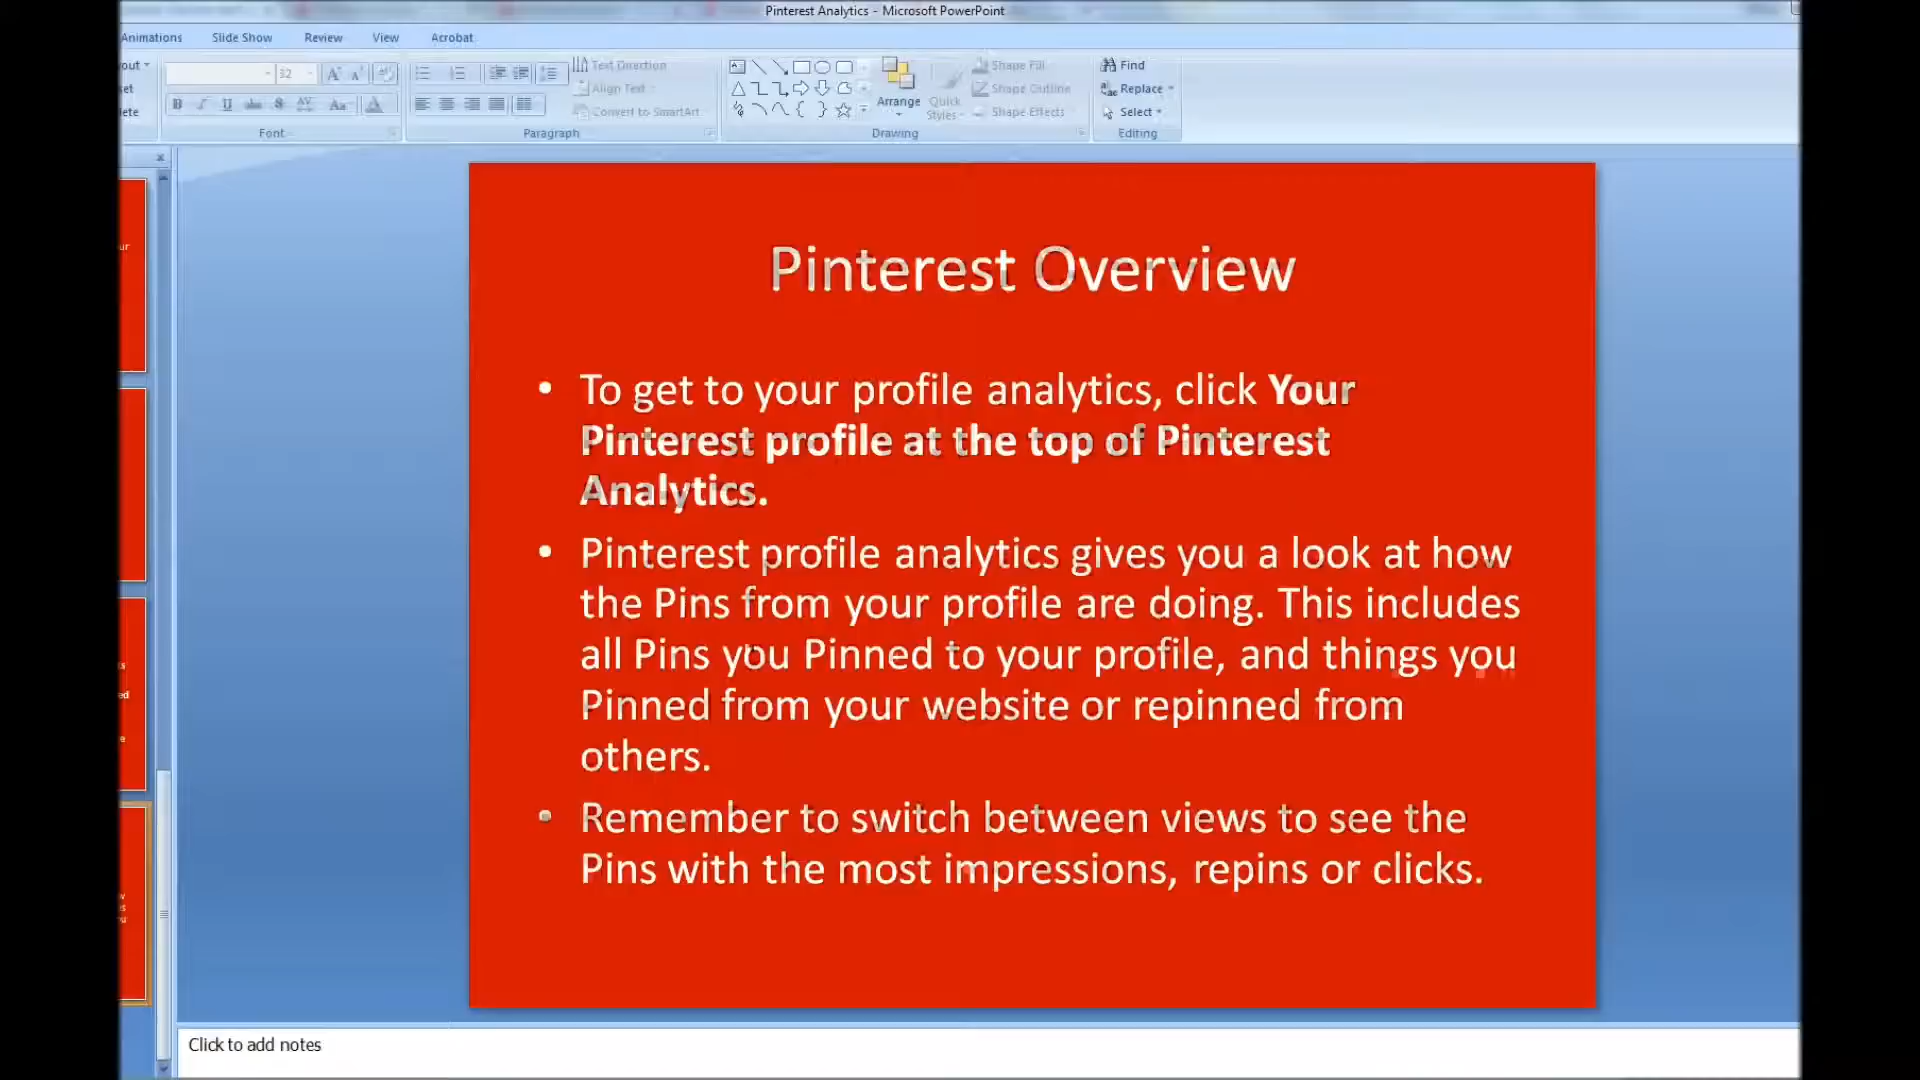 Pinterest Analytics - Microsoft PowerPoint
Animations Slide Show Review View Acrobat
32
Text Direction
Align Text
Convert to SmartArt
Font
Paragraph
Arrange
Quick Styles
Shape Fill
Shape Outline
Shape Effects
Drawing
Find
Replace
Select
Editing
Pinterest Overview
• To get to your profile analytics, click Your
Pinterest profile at the top of Pinterest
Analytics.
• Pinterest profile analytics gives you a look at how
the Pins from your profile are doing. This includes
all Pins you Pinned to your profile, and things you
Pinned from your website or repinned from
others.
• Remember to switch between views to see the
Pins with the most impressions, repins or clicks.
Click to add notes